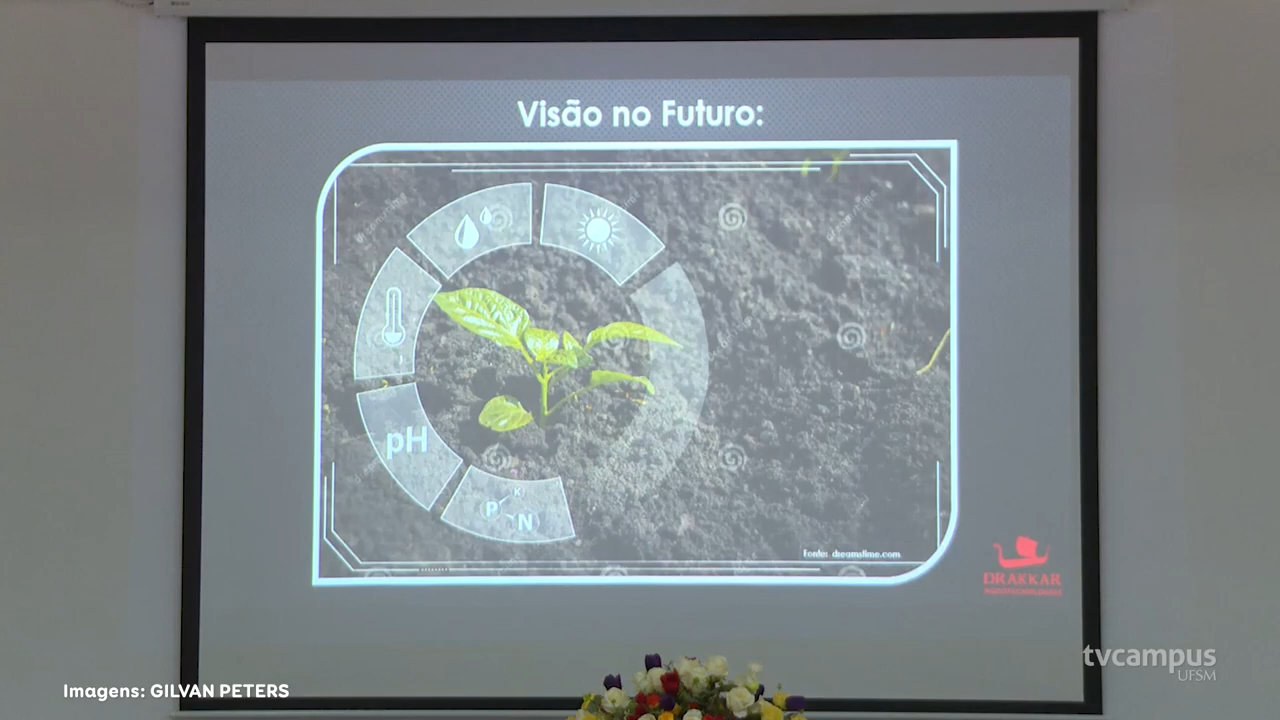 Visão no Futuro:
pH
K
P
N
Fonte: dreamstime.com
DRAKKAR
tvcampus
UFSM
Imagens: GILVAN PETERS